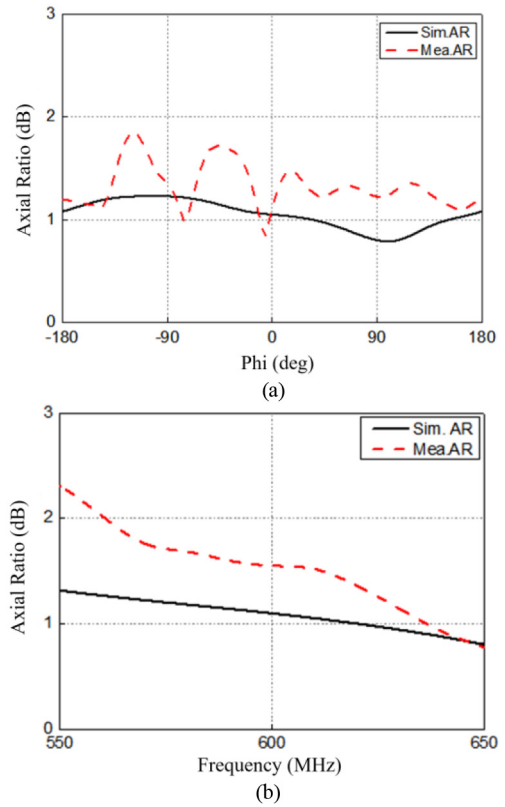 3
Sim.AR
Mea.AR
2
Axial Ratio (dB)
1
0
-180 -90 0 90 180
Phi (deg)
(a)
3
Sim. AR
Mea.AR
2
Axial Ratio (dB)
1
0
550 600 650
Frequency (MHz)
(b)